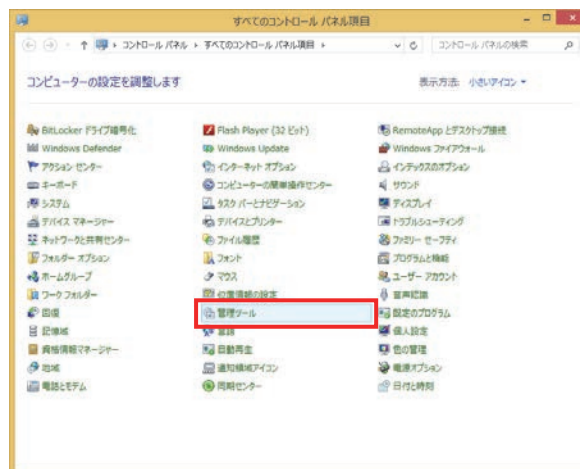 すべてのコントロール パネル項目
コントロール パネル すべてのコントロール パネル項目 コントロール パネルの検索
コンピューターの設定を調整します 表示方法: 小さいアイコン
BitLocker ドライブ暗号化 Flash Player (32 ビット) RemoteApp とデスクトップ接続
Windows Defender Windows Update Windows ファイアウォール
アクション センター インターネット オプション インデックスのオプション
キーボード コンピューターの簡単操作センター サウンド
システム タスク バーとナビゲーション ディスプレイ
デバイス マネージャー デバイスとプリンター トラブルシューティング
ネットワークと共有センター ファイル履歴 ファミリー セーフティ
フォルダー オプション フォント プログラムと機能
ホームグループ マウス ユーザー アカウント
ワーク フォルダー 位置情報の設定 音声認識
回復 管理ツール 既定のプログラム
記憶域 言語 個人設定
資格情報マネージャー 自動再生 色の管理
地域 通知領域アイコン 電源オプション
電話とモデム 同期センター 日付と時刻